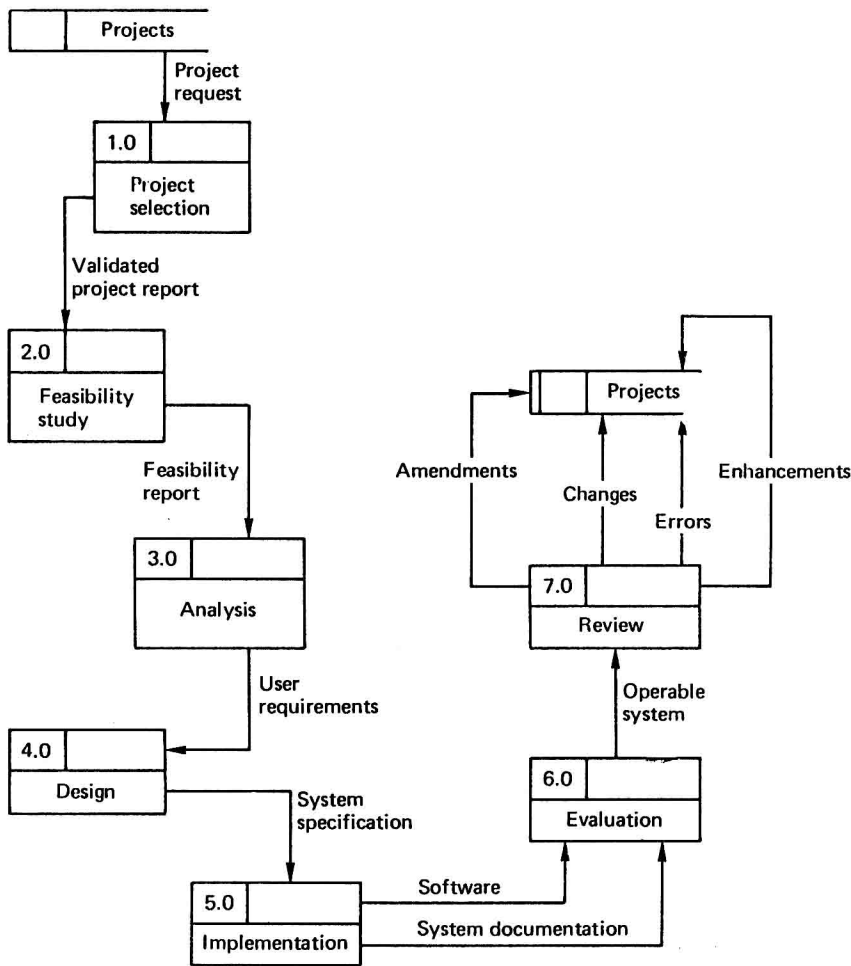 Projects
Project
request
1.0
Project
selection
Validated
project report
2.0
Feasibility
study
Feasibility
report
3.0
Analysis
User
requirements
4.0
Design
System
specification
5.0
Implementation
Software
System documentation
6.0
Evaluation
Operable
system
7.0
Review
Amendments
Changes
Errors
Enhancements
Projects